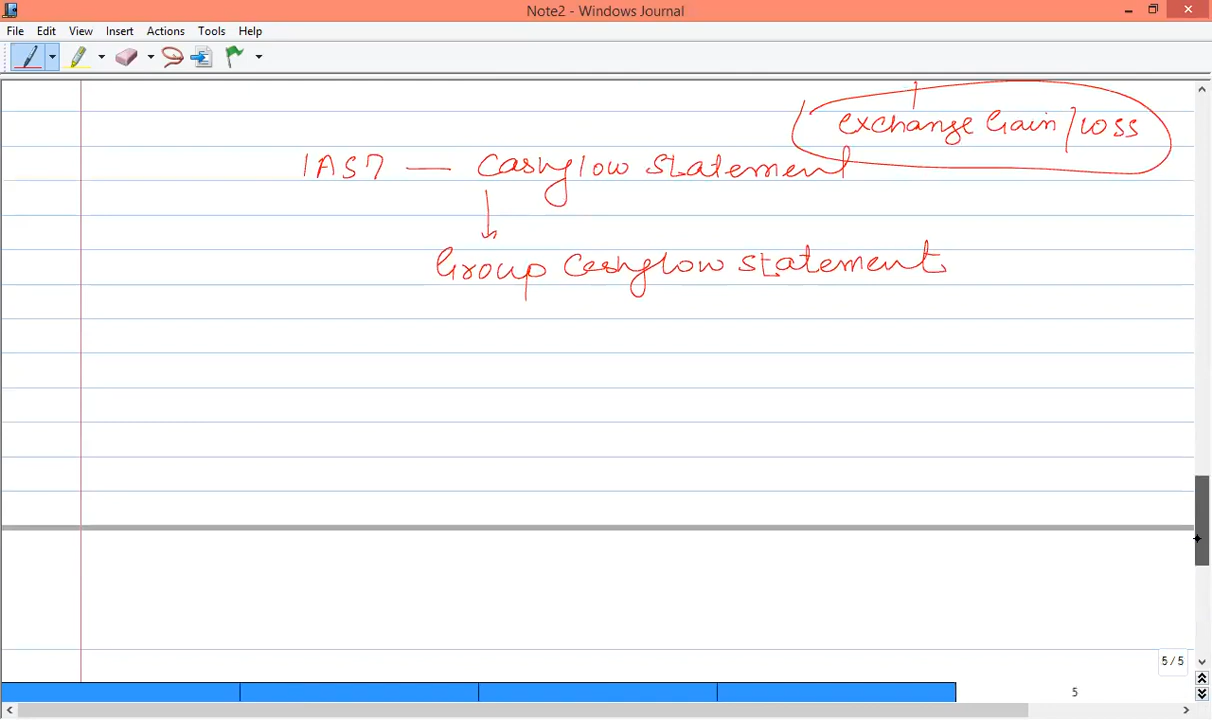 Note2 - Windows Journal
File Edit View Insert Actions Tools Help
exchange Gain/Loss
IAS7 — Cashflow Statement
Group Cashflow Statement
5 / 5
5